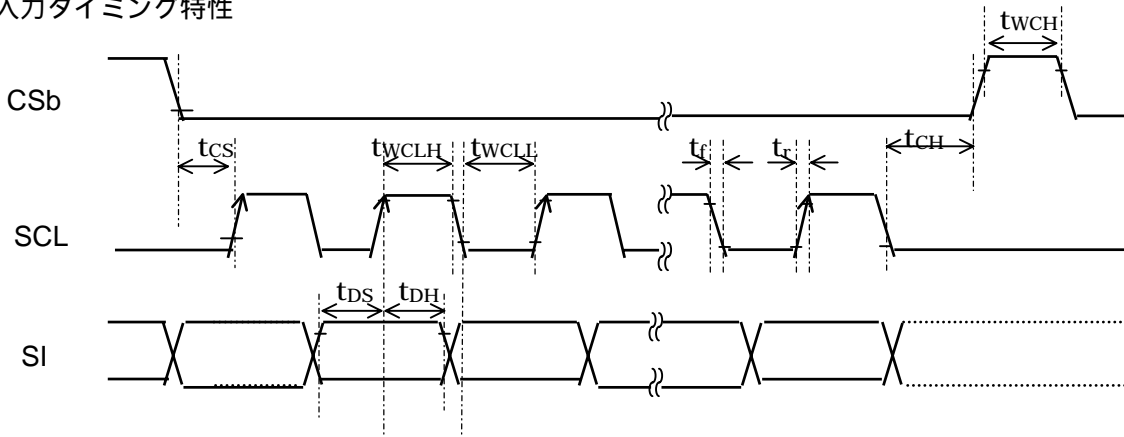 入力タイミング特性
tWCH
CSb
tCS
tWCLH
tWCLL
tf
tr
tCH
SCL
tDS
tDH
SI